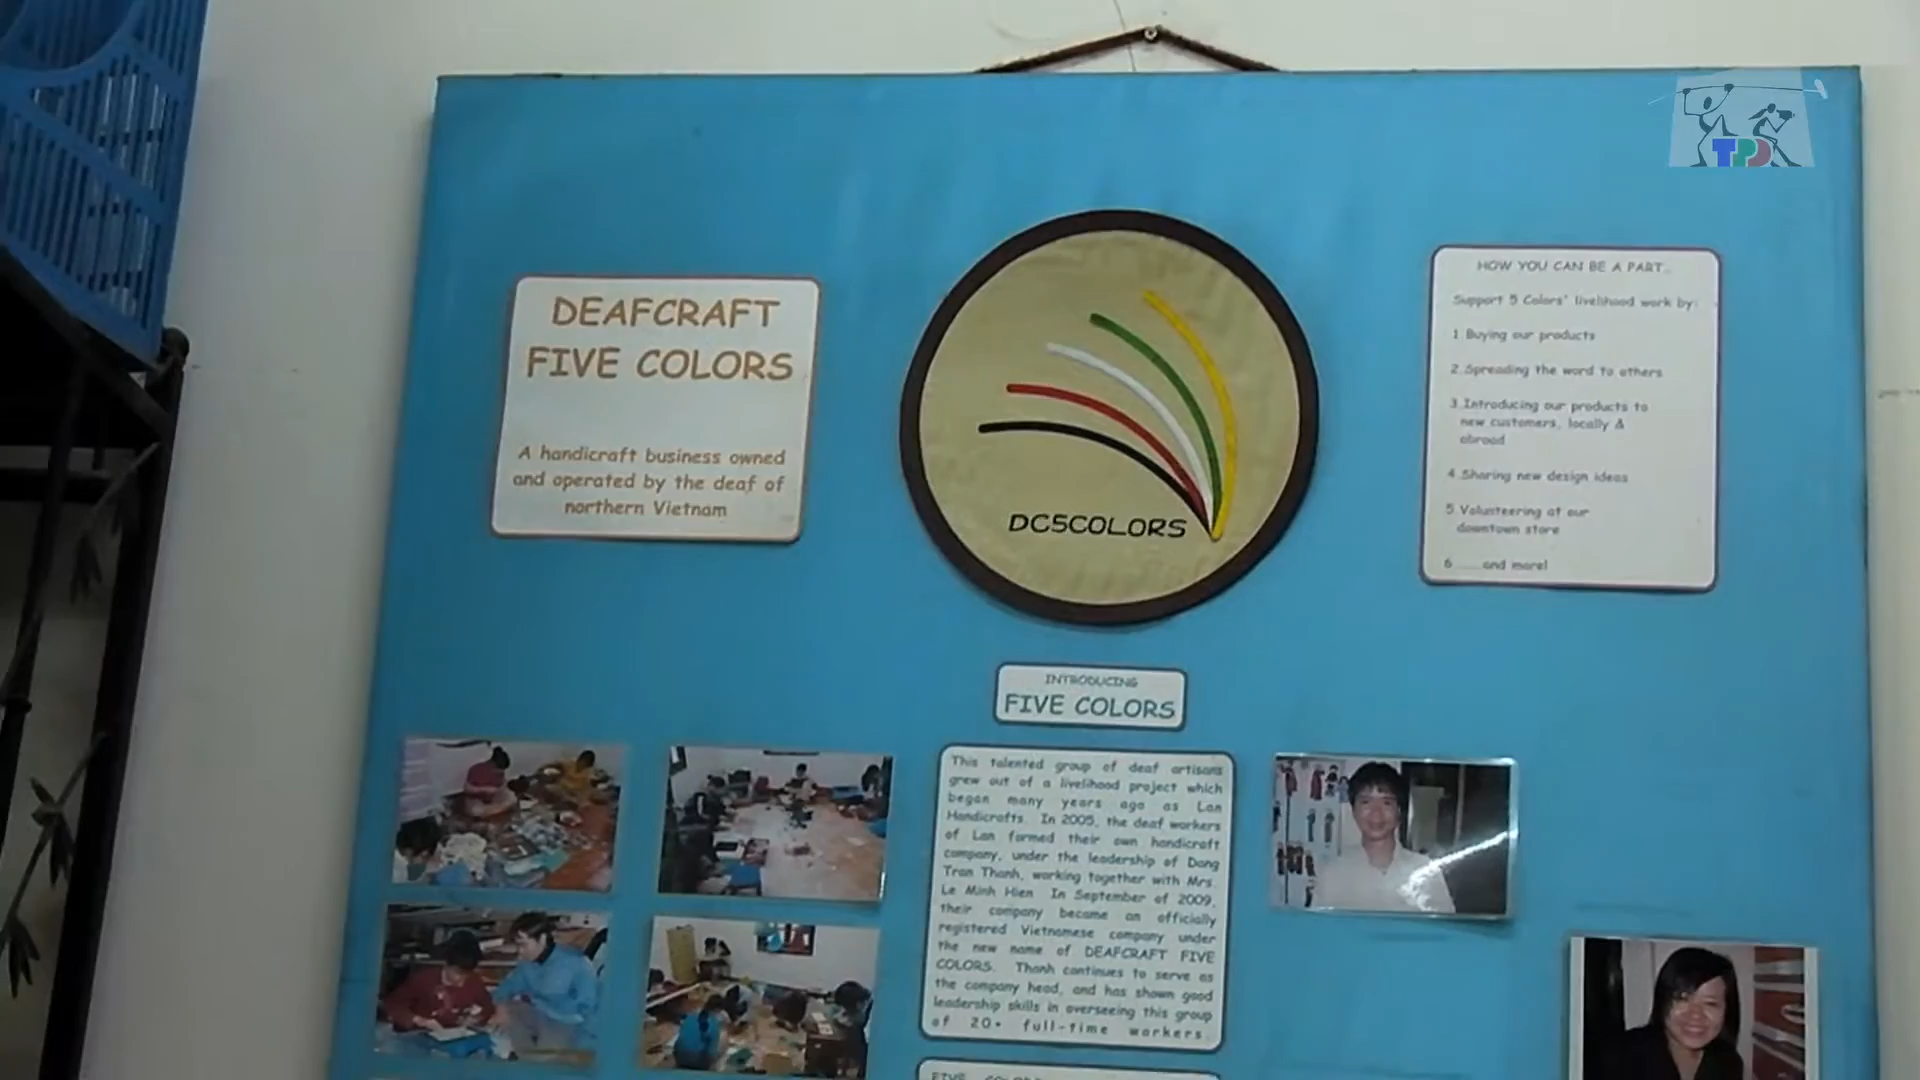 TPD
DEAFCRAFT
FIVE COLORS
A handicraft business owned
and operated by the deaf of
northern Vietnam
DC5COLORS
HOW YOU CAN BE A PART..
Support 5 Colors' livelihood work by:
1 Buying our products
2.Spreading the word to others
3.Introducing our products to
new customers, locally &
abroad
4.Sharing new design ideas
5.Volunteering at our
downtown store
6.....and more!
INTRODUCING
FIVE COLORS
This talented group of deaf artisans
grew out of a livelihood project which
began many years ago as Lan
Handicrafts. In 2005, the deaf workers
of Lan formed their own handicraft
company, under the leadership of Dang
Tran Thanh, working together with Mrs.
Le Minh Hien. In September of 2009,
their company became an officially
registered Vietnamese company under
the new name of DEAFCRAFT FIVE
COLORS. Thanh continues to serve as
the company head, and has shown good
leadership skills in overseeing this group
of 20+ full-time workers.